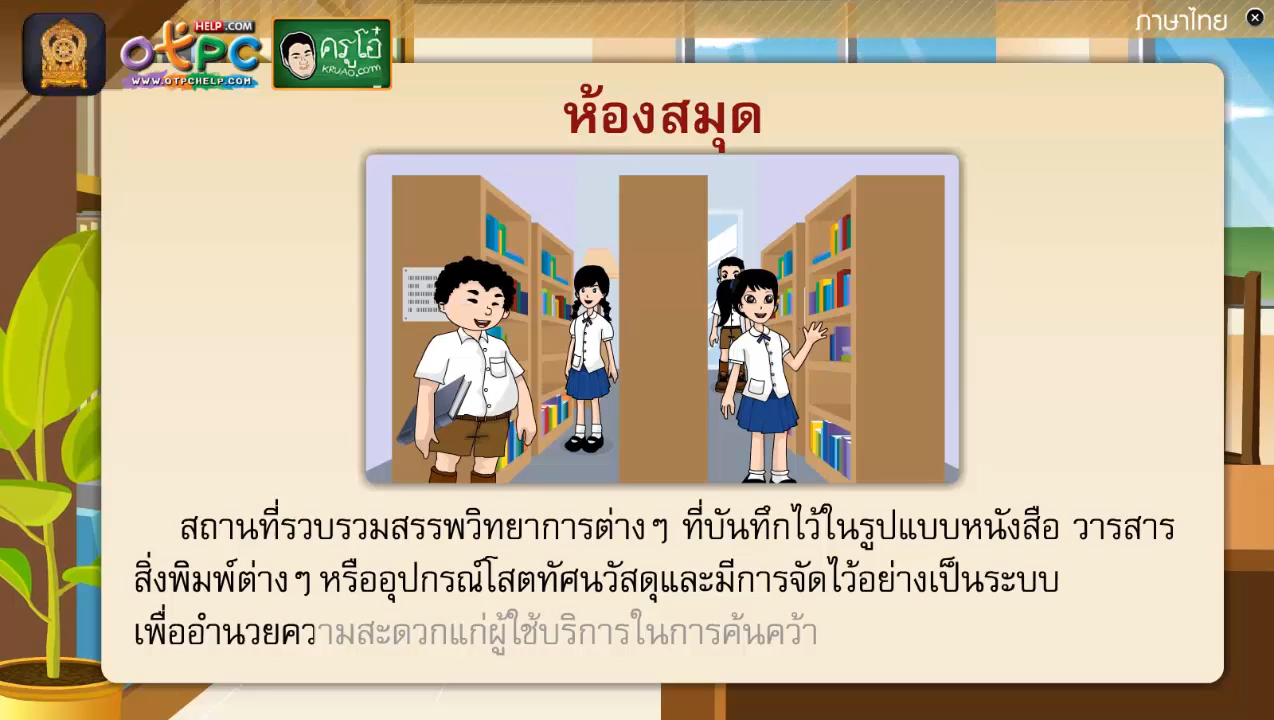 ภาษาไทย
HELP.COM
OTPC
WWW.OTPCHELP.COM
ครูโอ๋
KRUAO.COM
ห้องสมุด
สถานที่รวบรวมสรรพวิทยาการต่างๆ ที่บันทึกไว้ในรูปแบบหนังสือ วารสาร
สิ่งพิมพ์ต่างๆ หรืออุปกรณ์โสตทัศนวัสดุและมีการจัดไว้อย่างเป็นระบบ
เพื่ออำนวยความสะดวกแก่ผู้ใช้บริการในการค้นคว้า